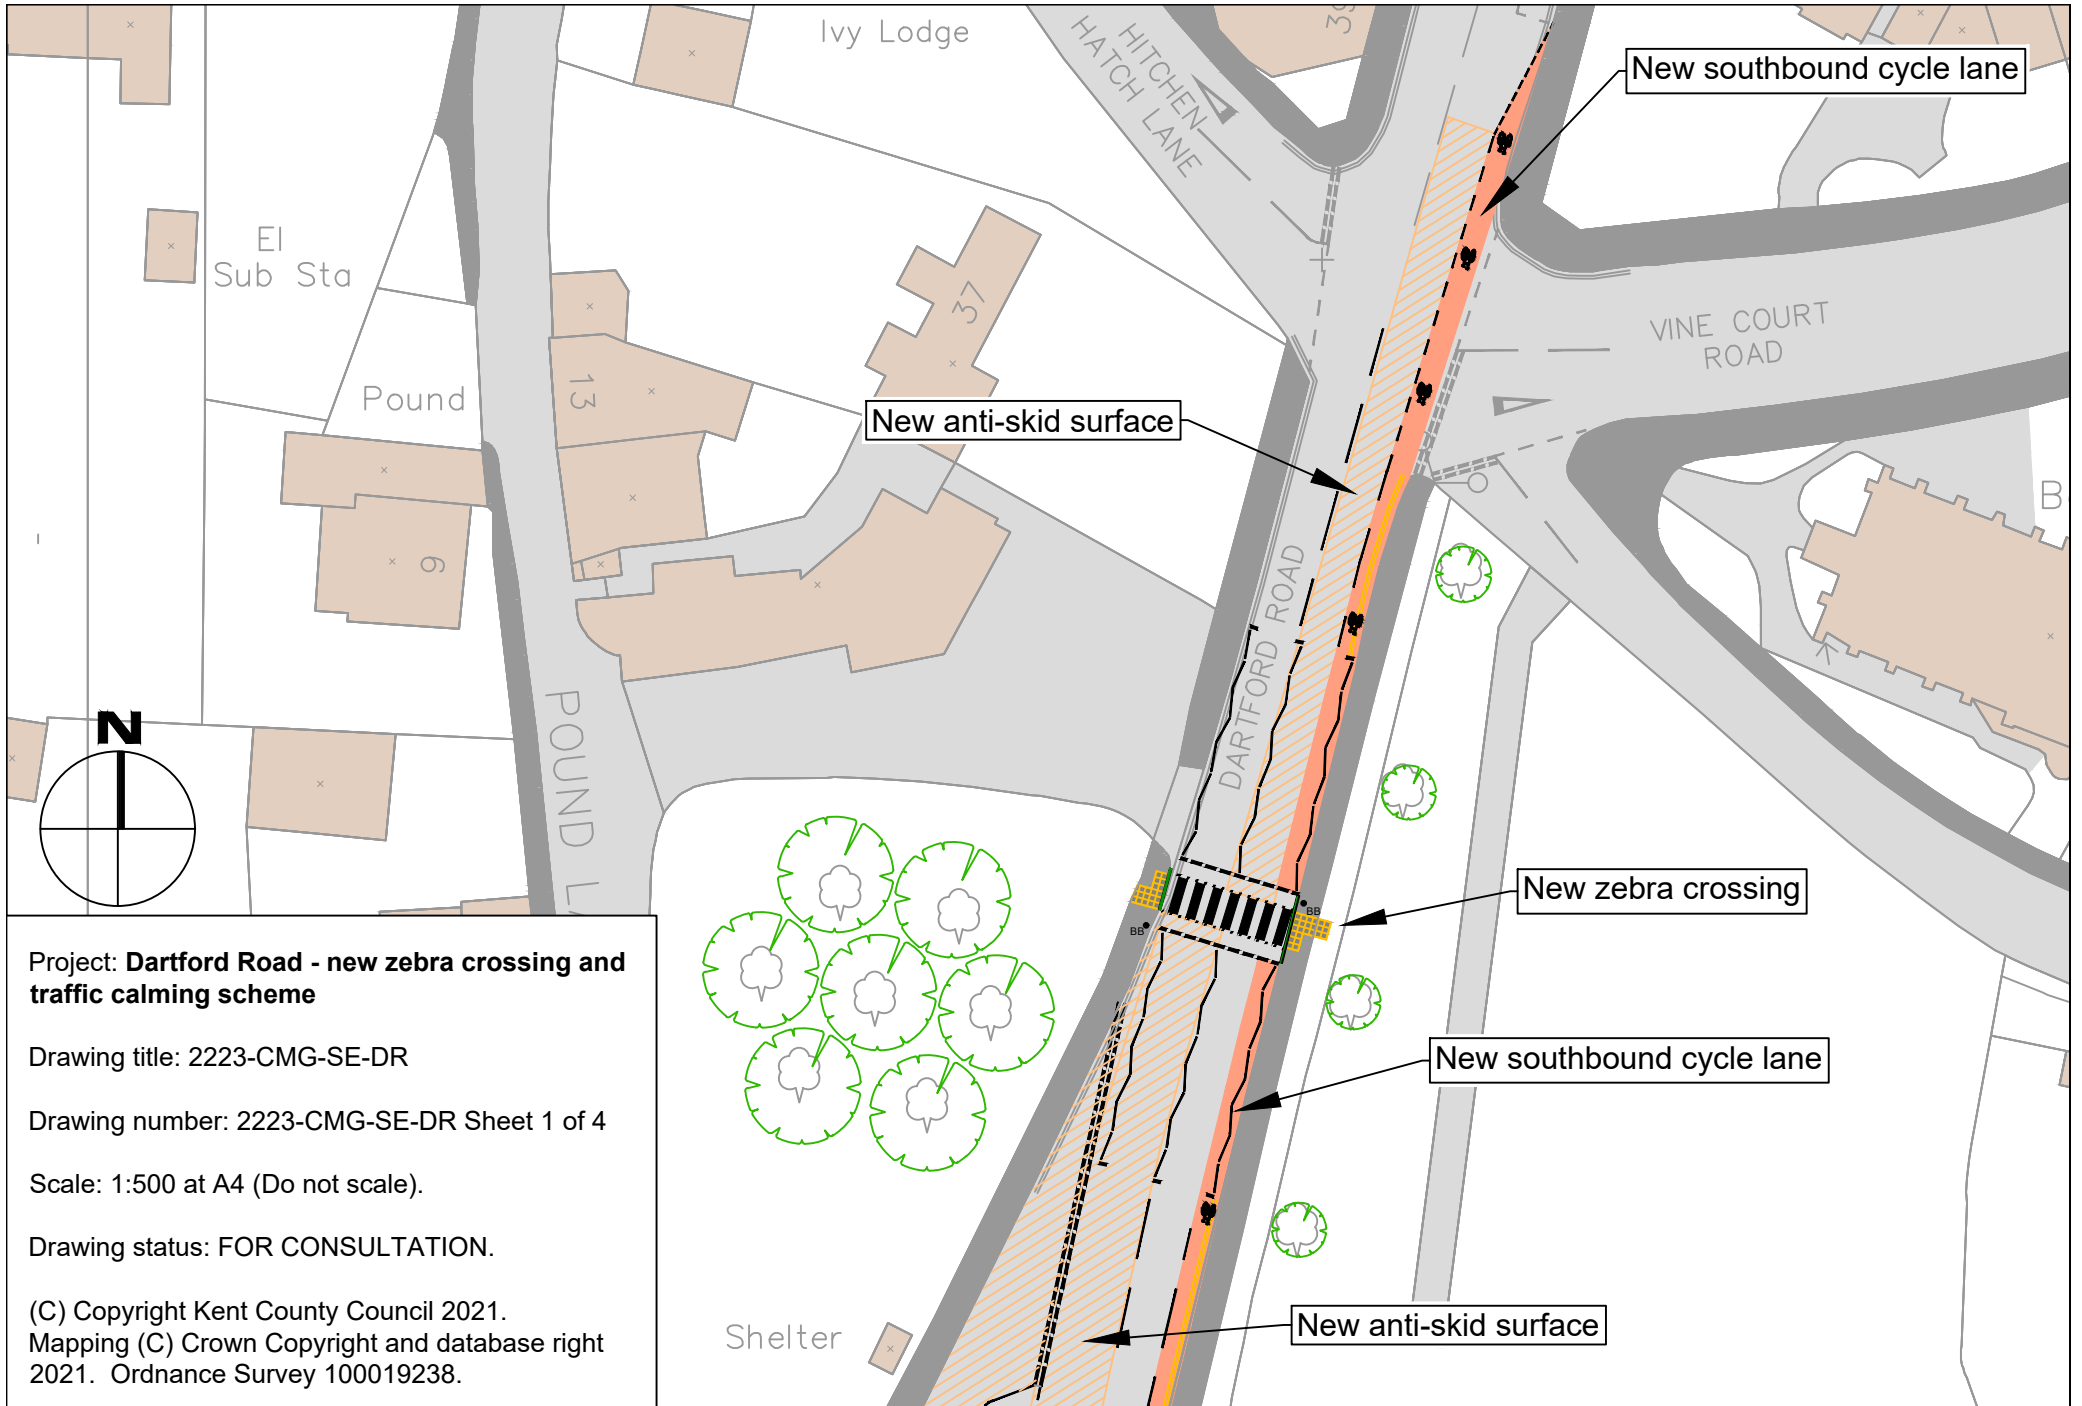 Ivy Lodge
39
HITCHEN
HATCH LANE
New southbound cycle lane
El
Sub Sta
37
VINE COURT
ROAD
Pound
13
New anti-skid surface
6
DARTFORD ROAD
N
POUND LA
New zebra crossing
BB
BB
Project: Dartford Road - new zebra crossing and
traffic calming scheme
Drawing title: 2223-CMG-SE-DR
Drawing number: 2223-CMG-SE-DR Sheet 1 of 4
Scale: 1:500 at A4 (Do not scale).
Drawing status: FOR CONSULTATION.
(C) Copyright Kent County Council 2021.
Mapping (C) Crown Copyright and database right
2021. Ordnance Survey 100019238.
New southbound cycle lane
New anti-skid surface
Shelter